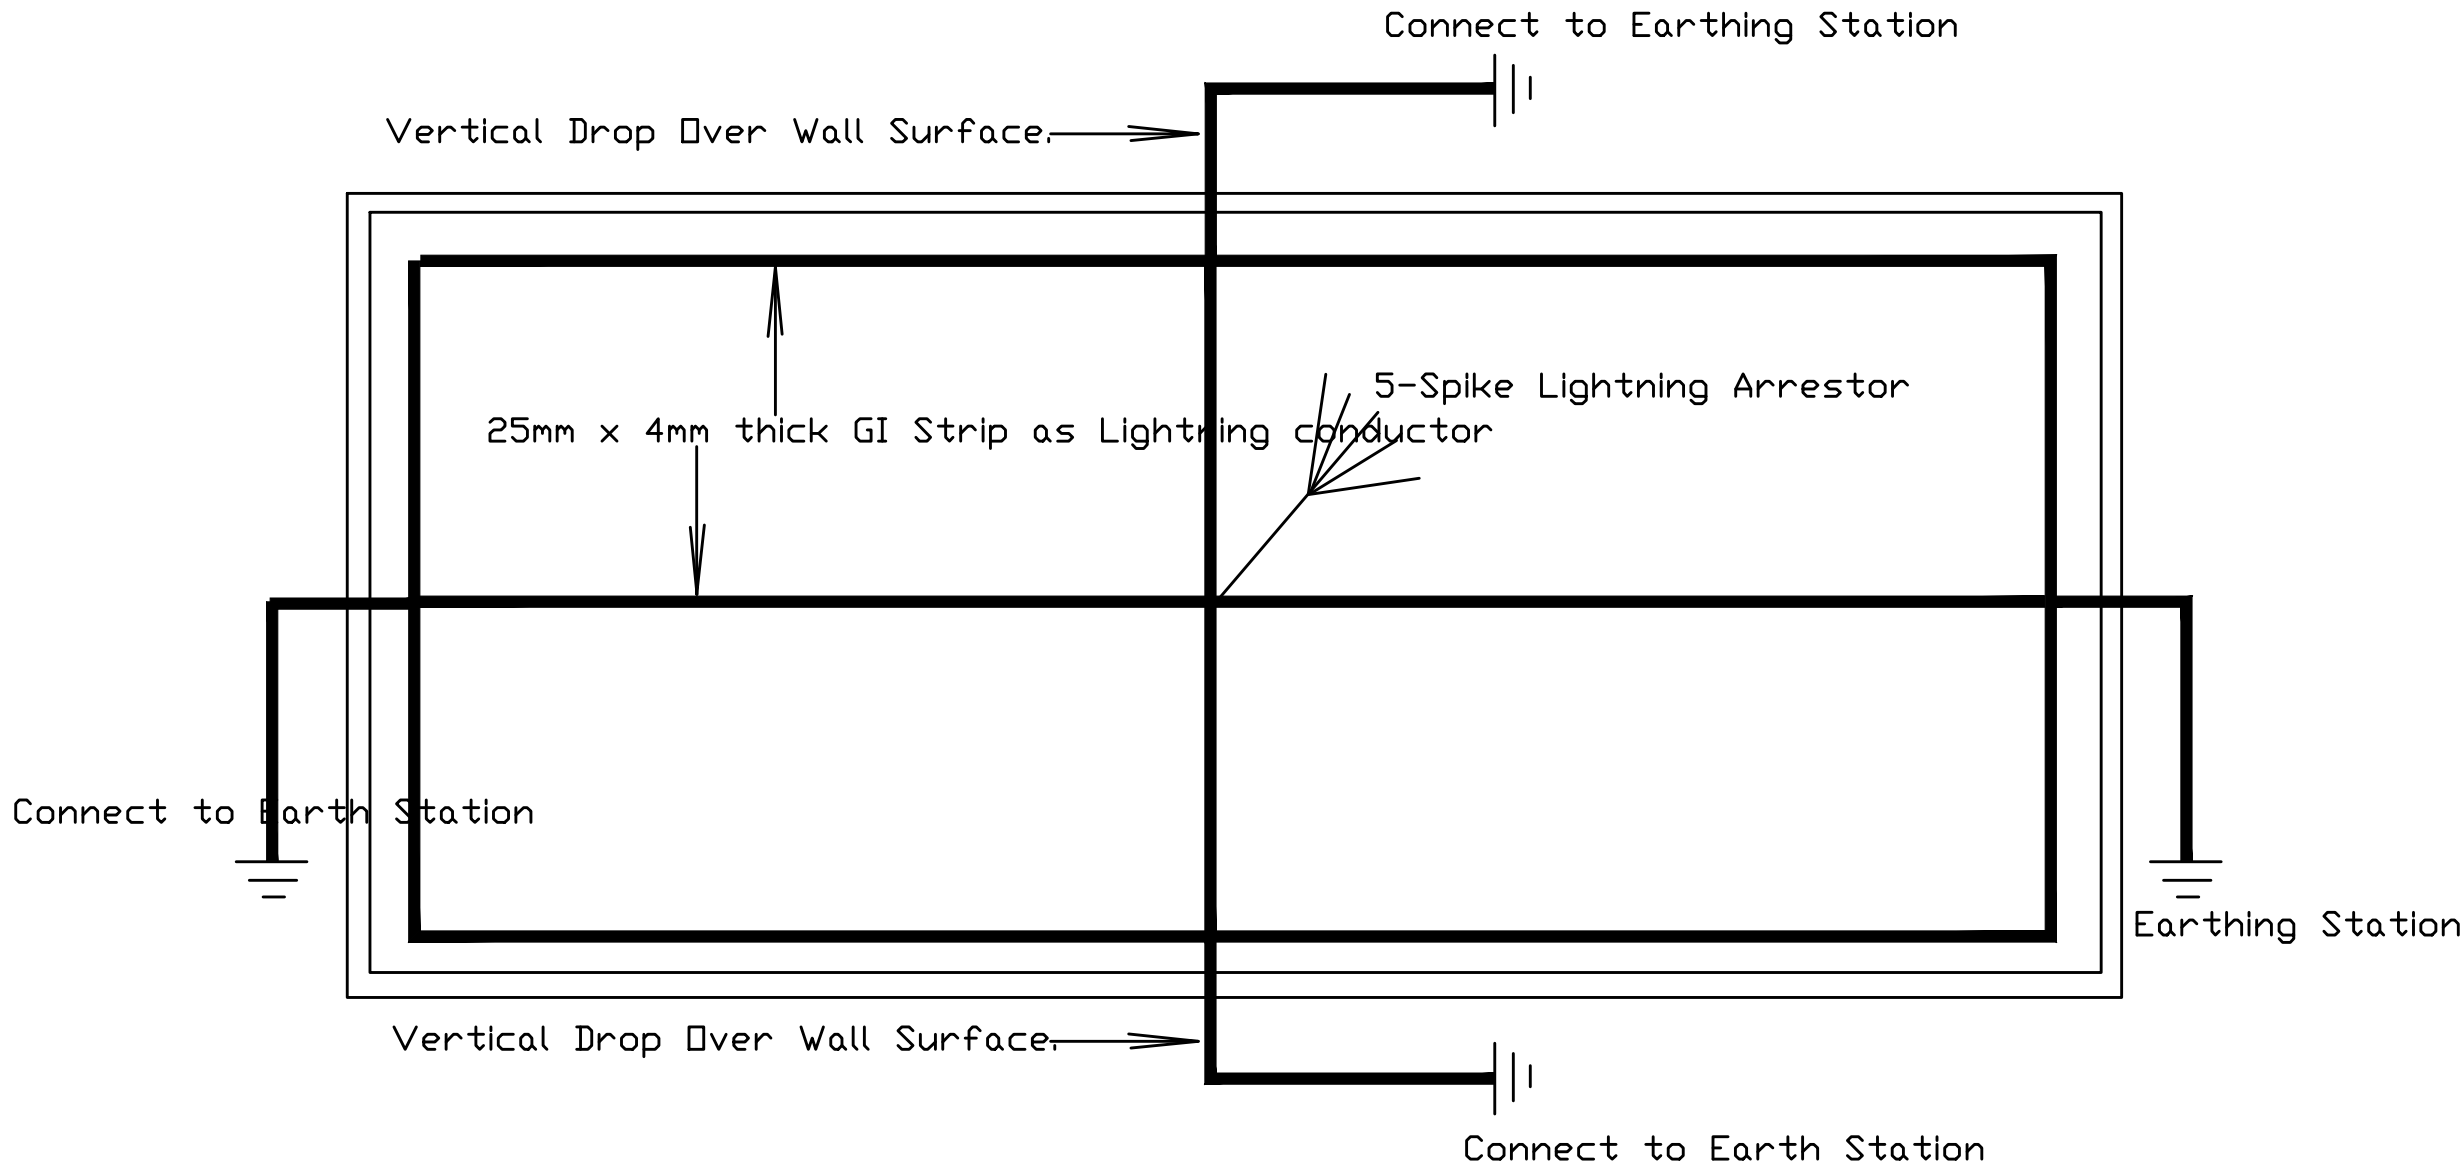 Connect to Earthing Station
Vertical Drop Over Wall Surface,
5-Spike Lightning Arrestor
25mm x 4mm thick GI Strip as Lightning conductor
Connect to Earth Station
Earthing Station
Vertical Drop Over Wall Surface,
Connect to Earth Station